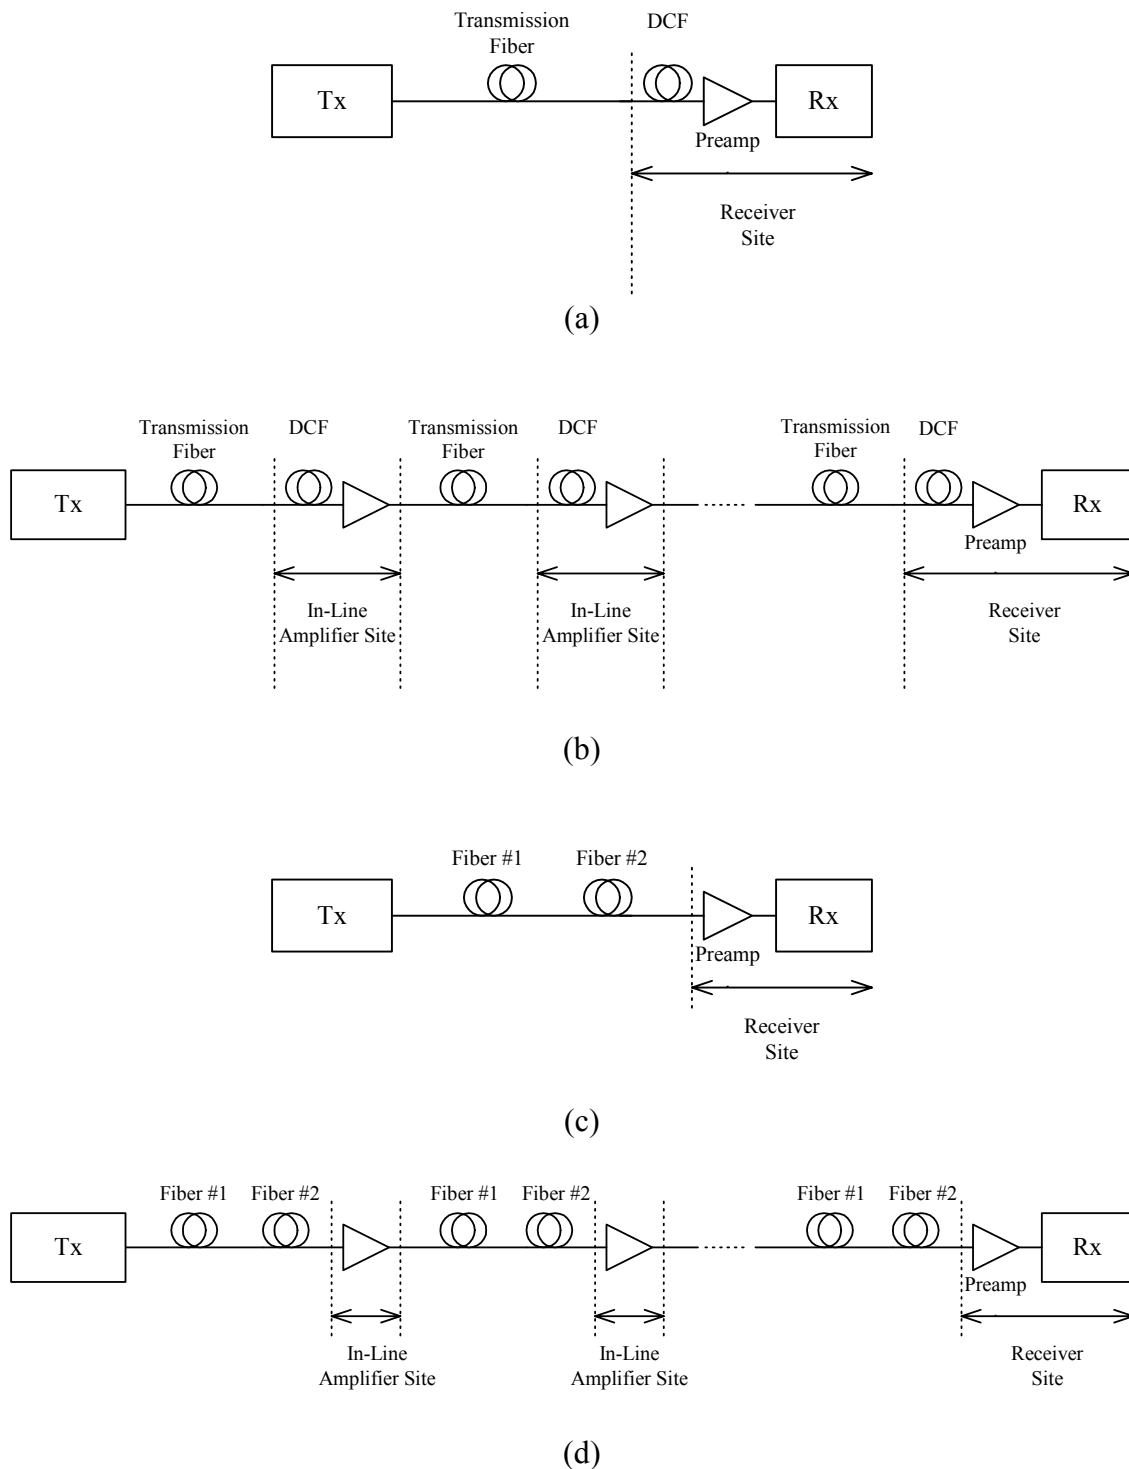 Transmission
Fiber
DCF
Tx
Rx
Preamp
Receiver
Site
(a)
Transmission
Fiber
DCF
Transmission
Fiber
DCF
Transmission
Fiber
DCF
Tx
Rx
Preamp
In-Line
Amplifier Site
In-Line
Amplifier Site
Receiver
Site
(b)
Fiber #1
Fiber #2
Tx
Rx
Preamp
Receiver
Site
(c)
Fiber #1
Fiber #2
Fiber #1
Fiber #2
Fiber #1
Fiber #2
Tx
Rx
Preamp
In-Line
Amplifier Site
In-Line
Amplifier Site
Receiver
Site
(d)